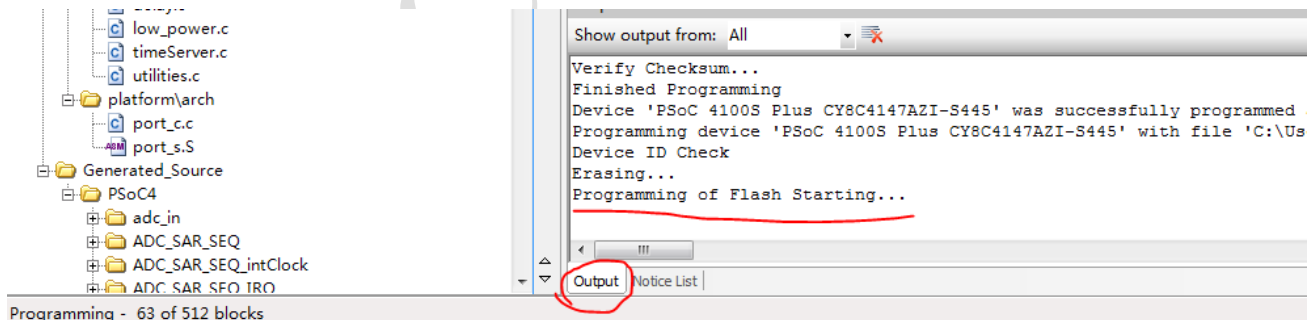 low_power.c
timeServer.c
utilities.c
platform\arch
port_c.c
port_s.S
Generated_Source
PSoC4
adc_in
ADC_SAR_SEQ
ADC_SAR_SEQ_intClock
ADC_SAR_SEQ_IRQ
Programming - 63 of 512 blocks
Show output from: All
Verify Checksum...
Finished Programming
Device 'PSoC 4100S Plus CY8C4147AZI-S445' was successfully programmed
Programming device 'PSoC 4100S Plus CY8C4147AZI-S445' with file 'C:\Us
Device ID Check
Erasing...
Programming of Flash Starting...
Output Notice List